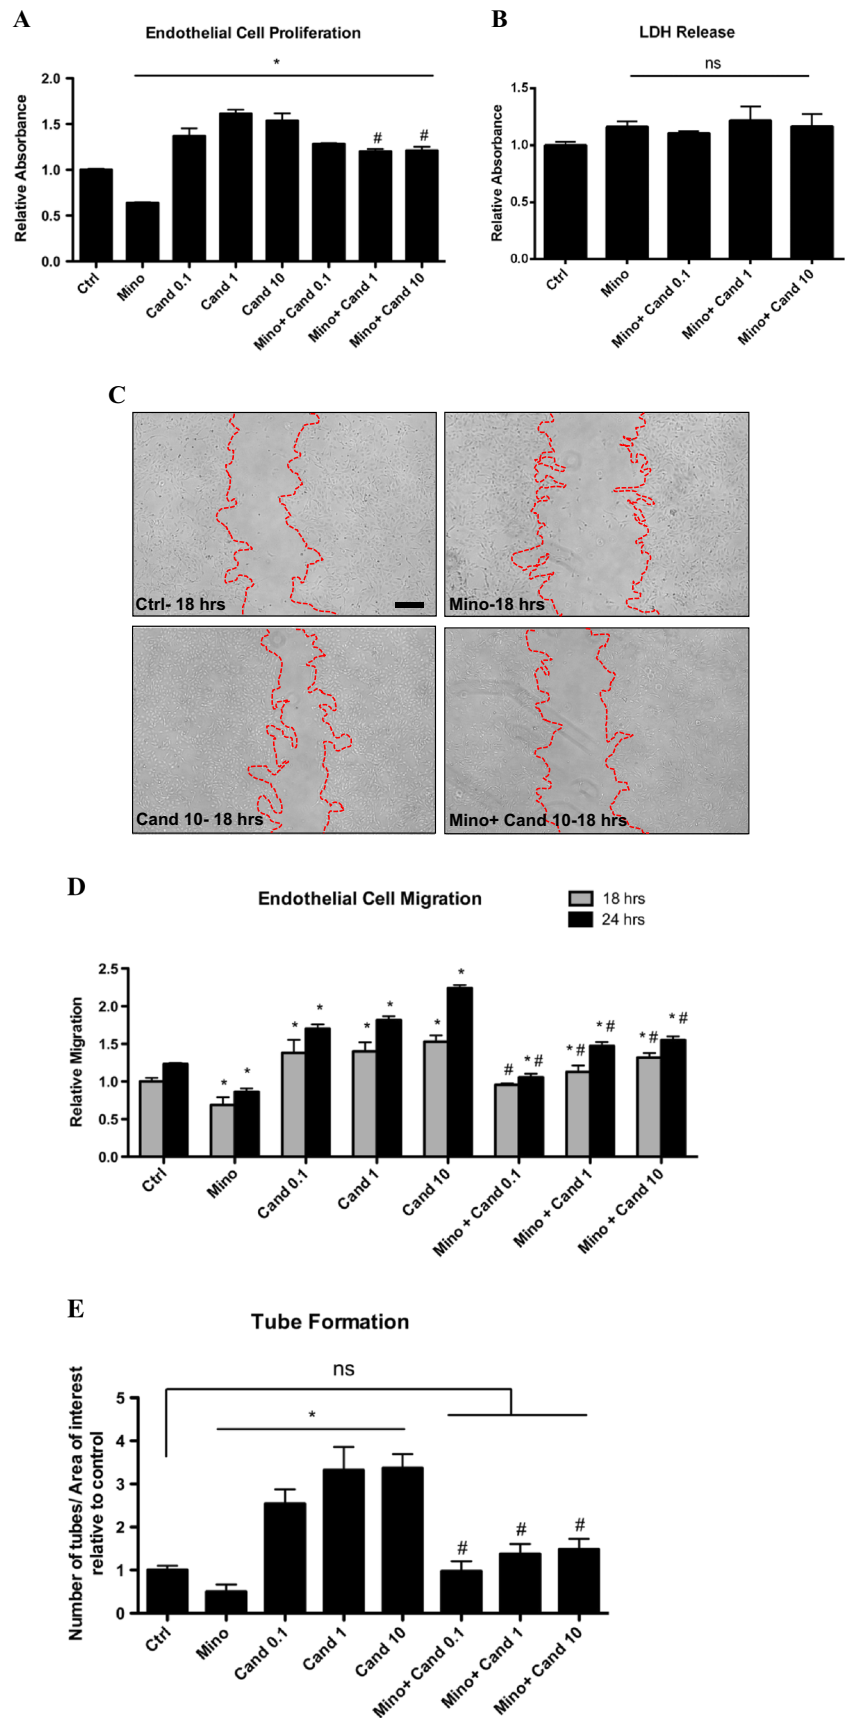 A
B
Endothelial Cell Proliferation
LDH Release
*
ns
Relative Absorbance
2.0
1.5
1.0
0.5
0.0
# #
Ctrl
Mino
Cand 0.1
Cand 1
Cand 10
Mino+ Cand 0.1
Mino+ Cand 1
Mino+ Cand 10
Relative Absorbance
1.5
1.0
0.5
0.0
Ctrl
Mino
Mino+ Cand 0.1
Mino+ Cand 1
Mino+ Cand 10
C
Ctrl- 18 hrs
Mino-18 hrs
Cand 10- 18 hrs
Mino+ Cand 10-18 hrs
D
Endothelial Cell Migration
18 hrs
24 hrs
Relative Migration
2.5
2.0
1.5
1.0
0.5
0.0
* * * * * * * * # * # * # * # * # * #
Ctrl
Mino
Cand 0.1
Cand 1
Cand 10
Mino + Cand 0.1
Mino + Cand 1
Mino + Cand 10
E
Tube Formation
ns
*
Number of tubes/ Area of interest
relative to control
5
4
3
2
1
0
# # #
Ctrl
Mino
Cand 0.1
Cand 1
Cand 10
Mino+ Cand 0.1
Mino+ Cand 1
Mino+ Cand 10